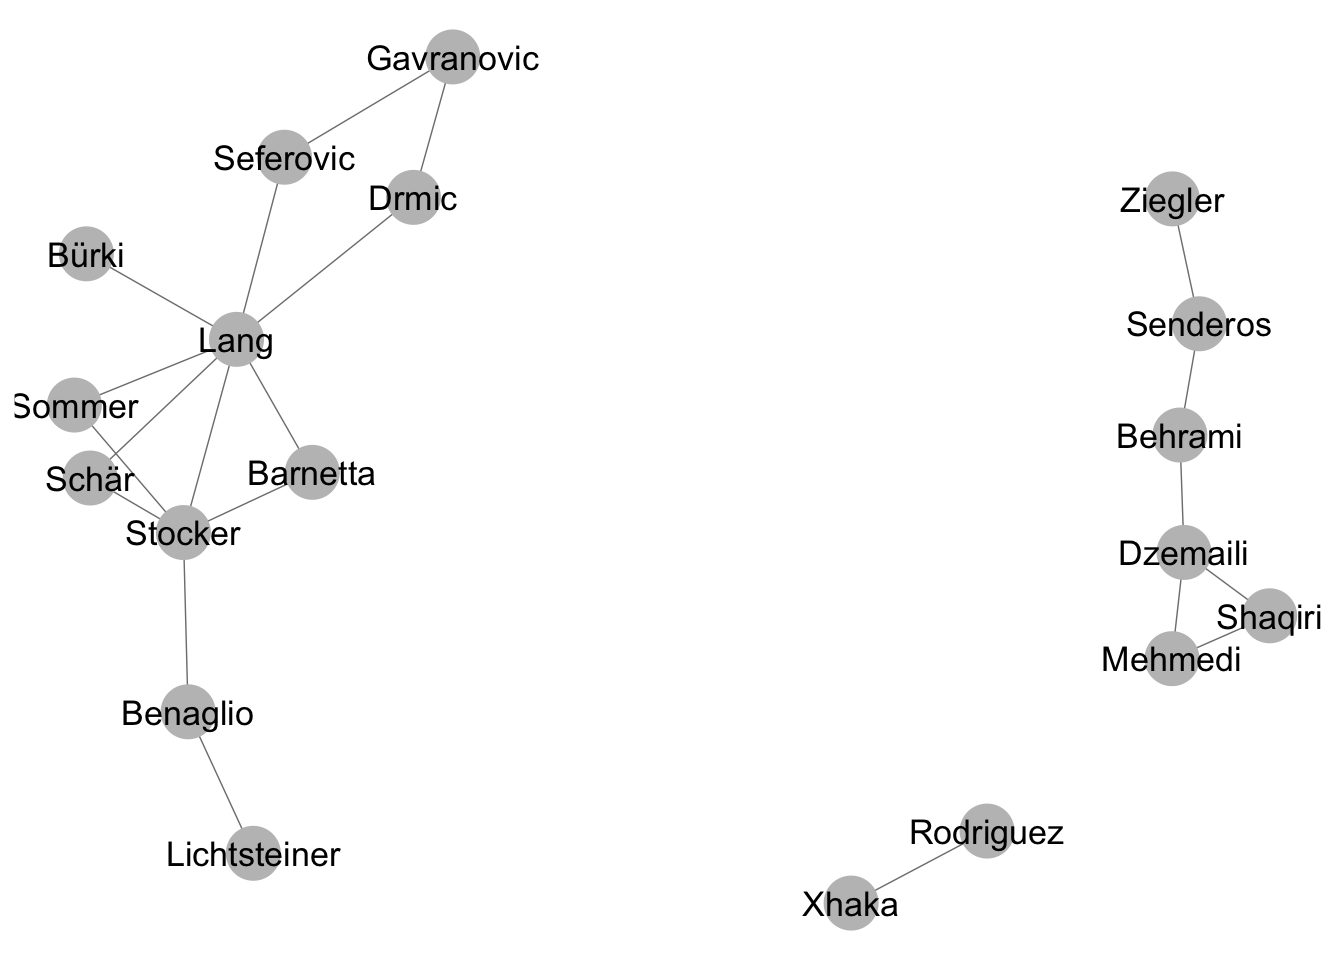 Gavranovic
Seferovic
Drmic
Ziegler
Bürki
Senderos
Lang
Sommer
Behrami
Schär
Barnetta
Stocker
Dzemaili
Shaqiri
Mehmedi
Benaglio
Rodriguez
Lichtsteiner
Xhaka